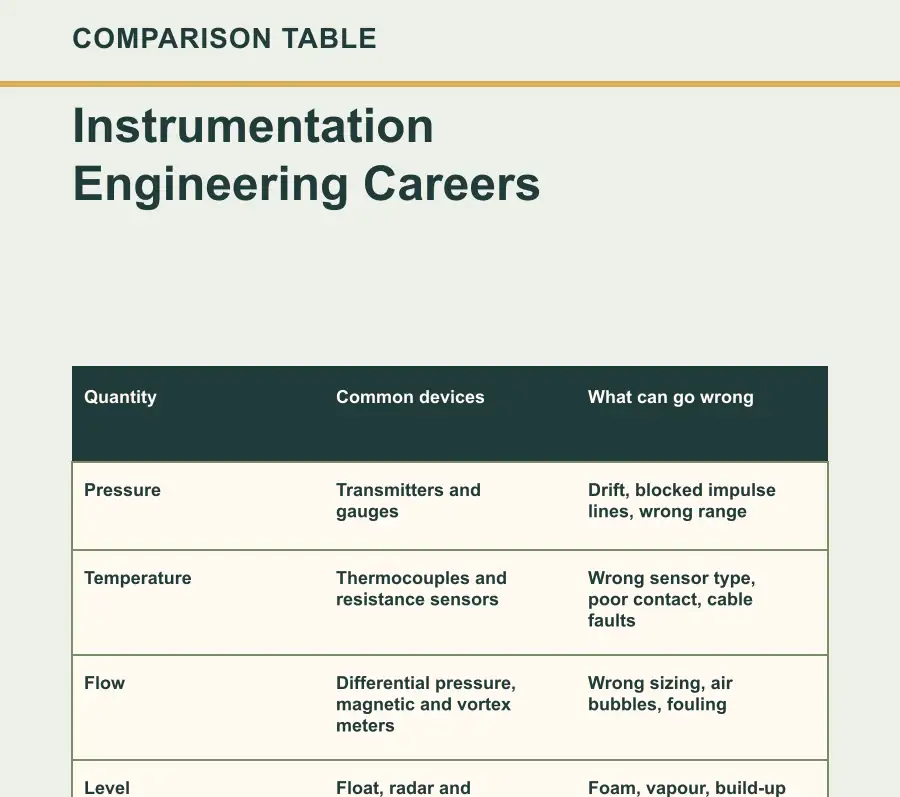 COMPARISON TABLE
Instrumentation
Engineering Careers
Quantity
Common devices
What can go wrong
Pressure
Transmitters and
gauges
Drift, blocked impulse
lines, wrong range
Temperature
Thermocouples and
resistance sensors
Wrong sensor type,
poor contact, cable
faults
Flow
Differential pressure,
magnetic and vortex
meters
Wrong sizing, air
bubbles, fouling
Level
Float, radar and
Foam, vapour, build-up